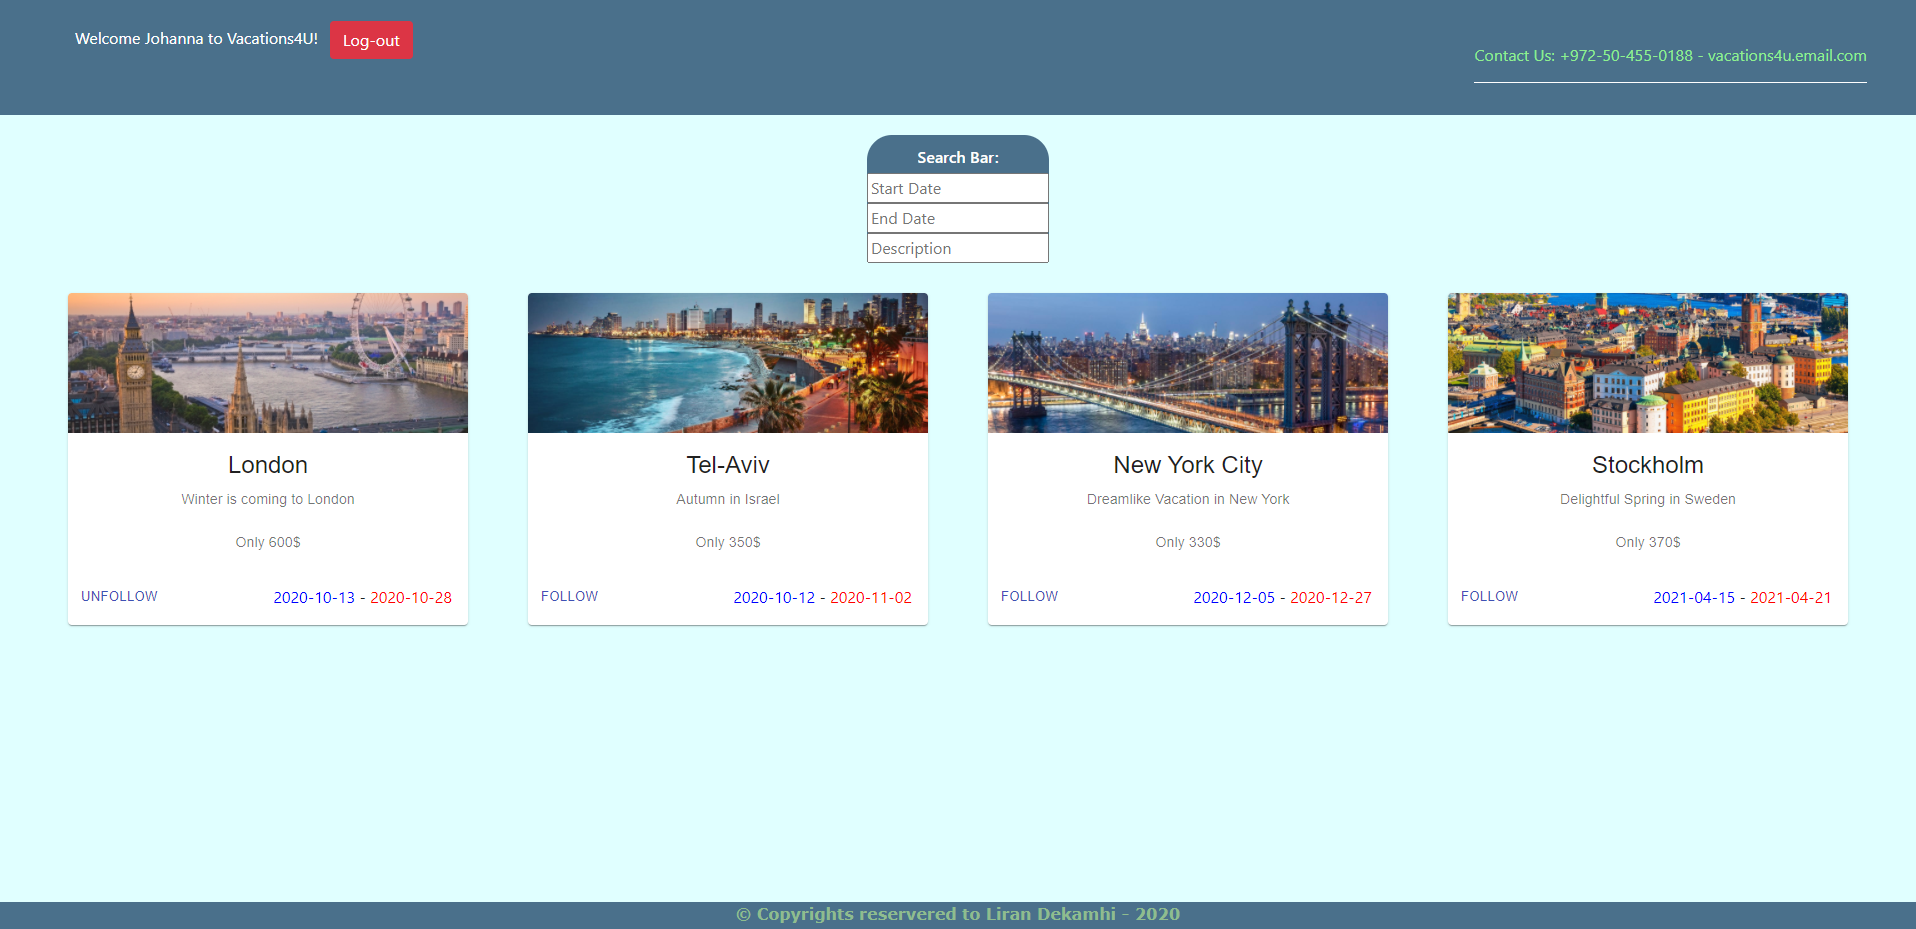 Welcome Johanna to Vacations4U! Log-out
Contact Us: +972-50-455-0188 - vacations4u.email.com
Search Bar:
Start Date
End Date
Description
London
Winter is coming to London
Only 600$
UNFOLLOW 2020-10-13 - 2020-10-28
Tel-Aviv
Autumn in Israel
Only 350$
FOLLOW 2020-10-12 - 2020-11-02
New York City
Dreamlike Vacation in New York
Only 330$
FOLLOW 2020-12-05 - 2020-12-27
Stockholm
Delightful Spring in Sweden
Only 370$
FOLLOW 2021-04-15 - 2021-04-21
© Copyrights reservered to Liran Dekamhi - 2020